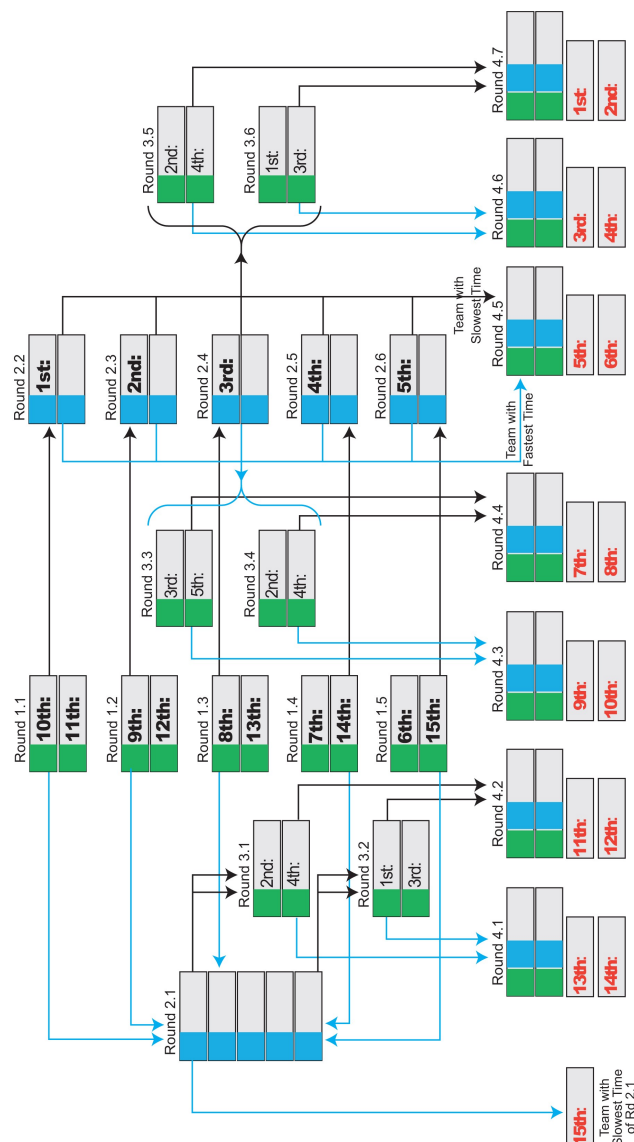 Round 2.2
1st:
Round 2.3
2nd:
Round 2.4
3rd:
Round 2.5
4th:
Round 2.6
5th:
Round 1.1
10th:
11th:
Round 1.2
9th:
12th:
Round 1.3
8th:
13th:
Round 1.4
7th:
14th:
Round 1.5
6th:
15th:
Round 2.1
Round 3.1
2nd:
4th:
Round 3.2
1st:
3rd:
Round 3.3
3rd:
5th:
Round 3.4
2nd:
4th:
Round 3.5
2nd:
4th:
Round 3.6
1st:
3rd:
Team with
Fastest Time
Team with
Slowest Time
15th:
Team with
Slowest Time
of Rd 2.1
Round 4.1
13th:
14th:
Round 4.2
11th:
12th:
Round 4.3
9th:
10th:
Round 4.4
7th:
8th:
Round 4.5
5th:
6th:
Round 4.6
3rd:
4th:
Round 4.7
1st:
2nd: